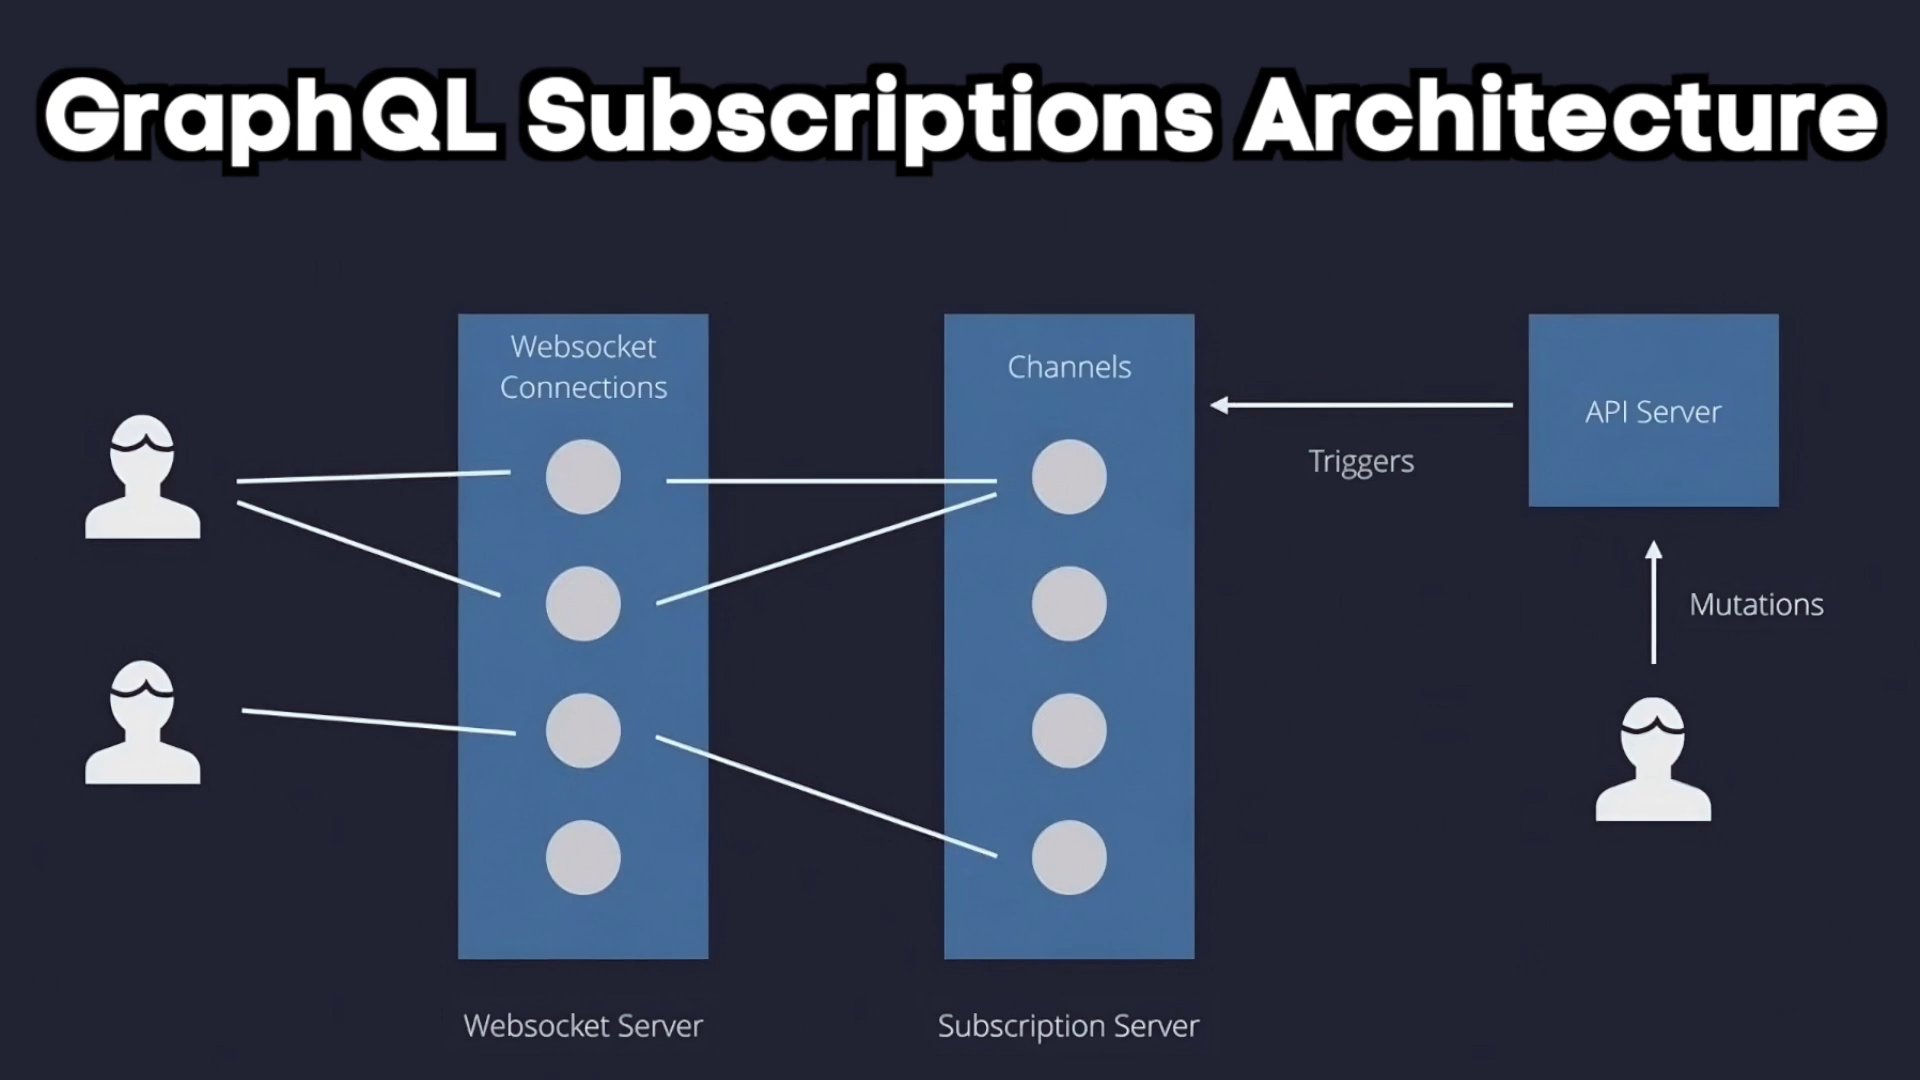 GraphQL Subscriptions Architecture
Websocket
Connections
Channels
API Server
Triggers
Mutations
Websocket Server
Subscription Server